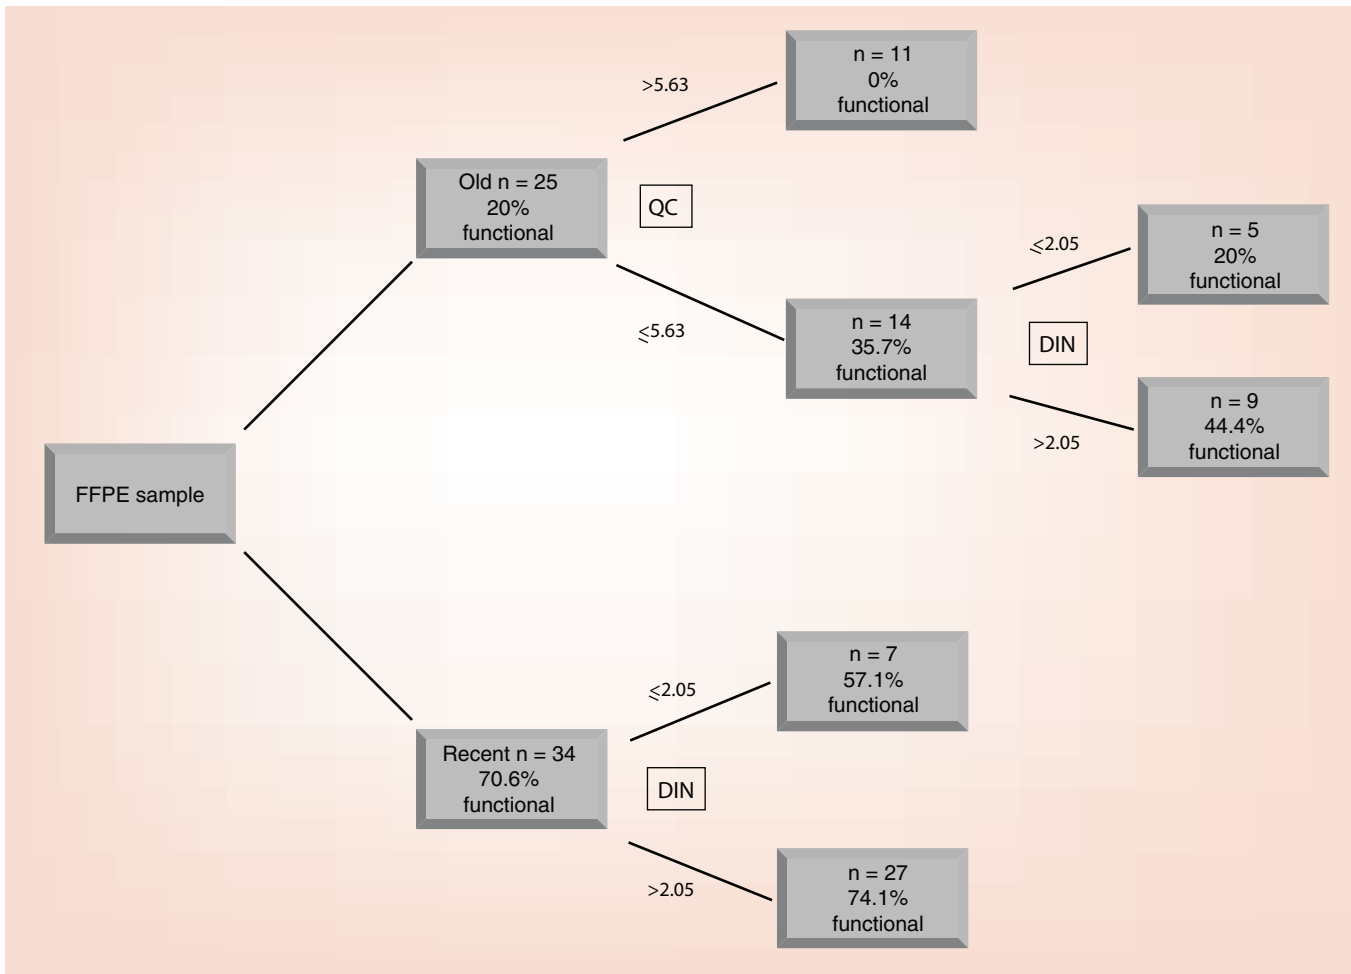 FFPE sample
Old n = 25
20%
functional
QC
>5.63
n = 11
0%
functional
≤5.63
n = 14
35.7%
functional
DIN
≤2.05
n = 5
20%
functional
>2.05
n = 9
44.4%
functional
Recent n = 34
70.6%
functional
DIN
≤2.05
n = 7
57.1%
functional
>2.05
n = 27
74.1%
functional